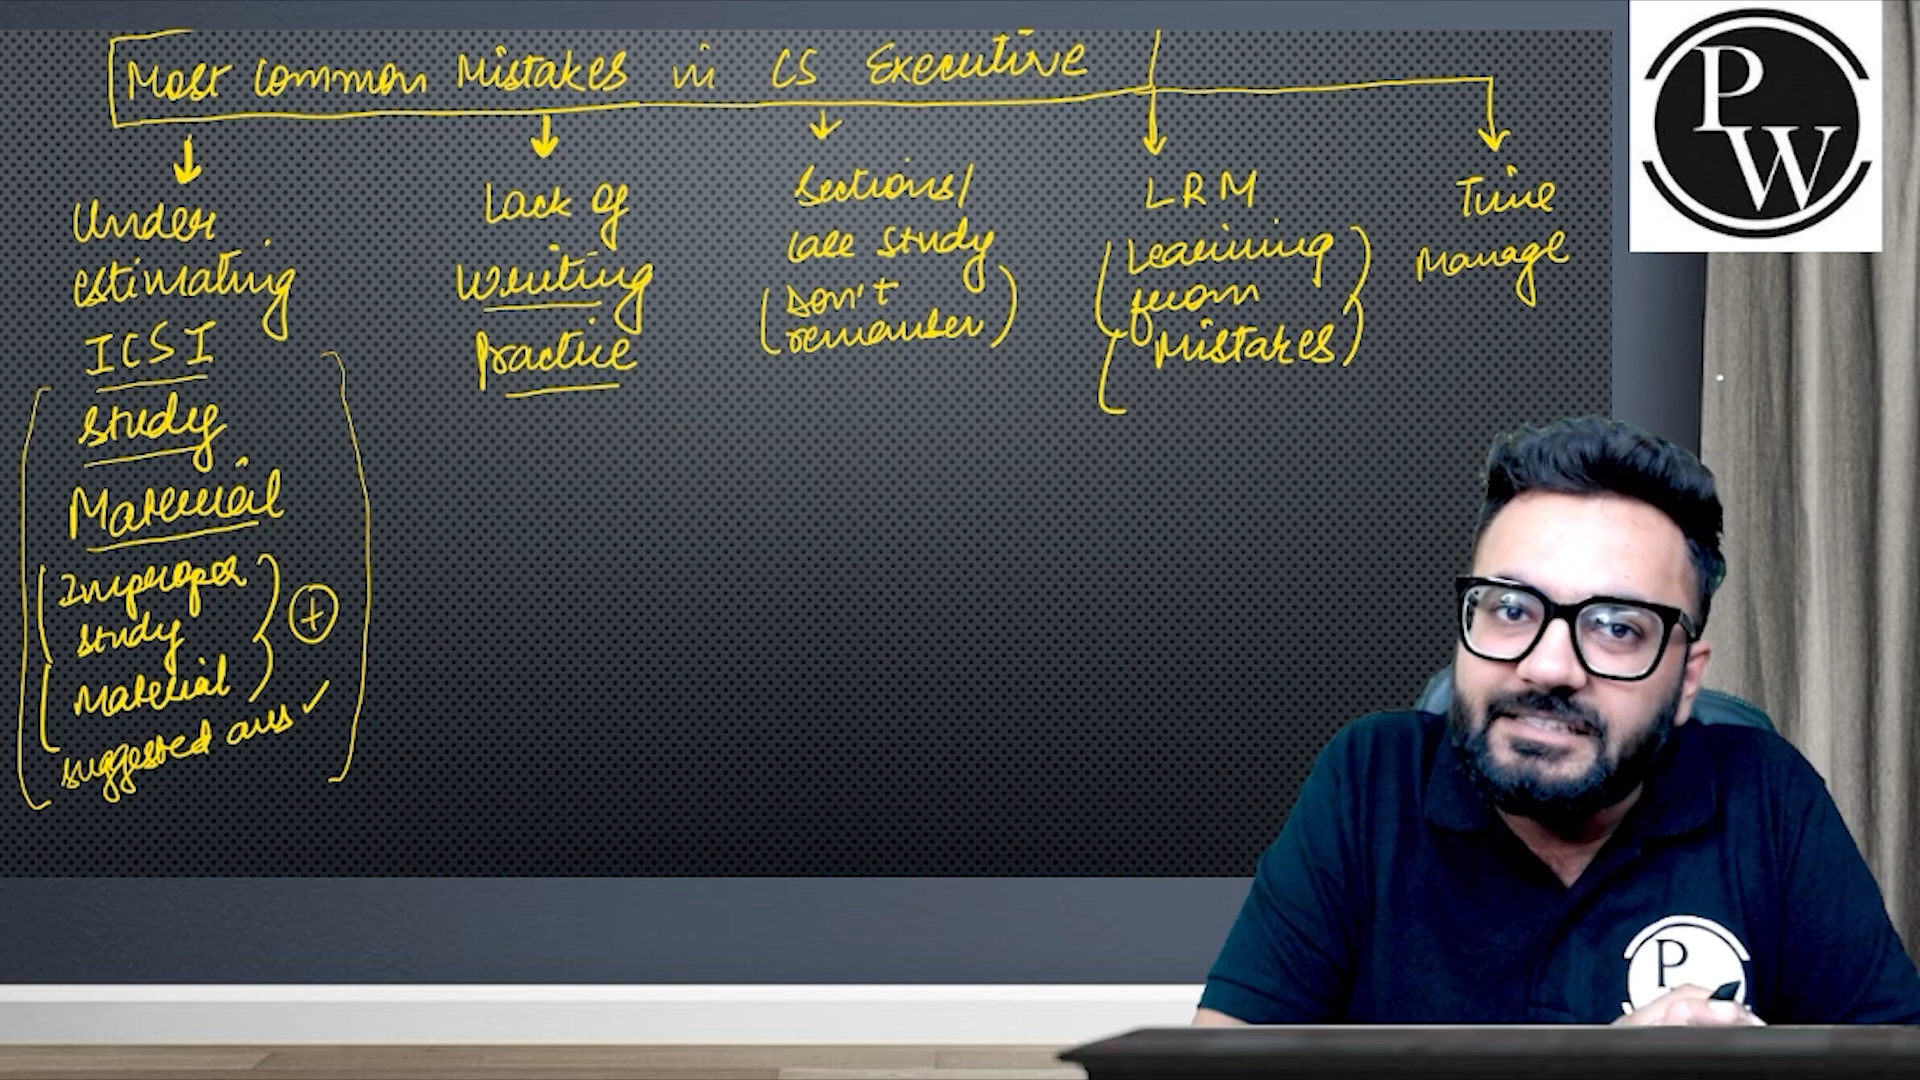 Most Common Mistakes in CS Executive
Under
estimating
ICSI
Study
Material
Improper
study
Material
suggested ans
Lack of
writing
Practice
Sections/
Case study
(Don't
remember)
LRM
(Learning
from
Mistakes)
Time
Manage
P
W
P